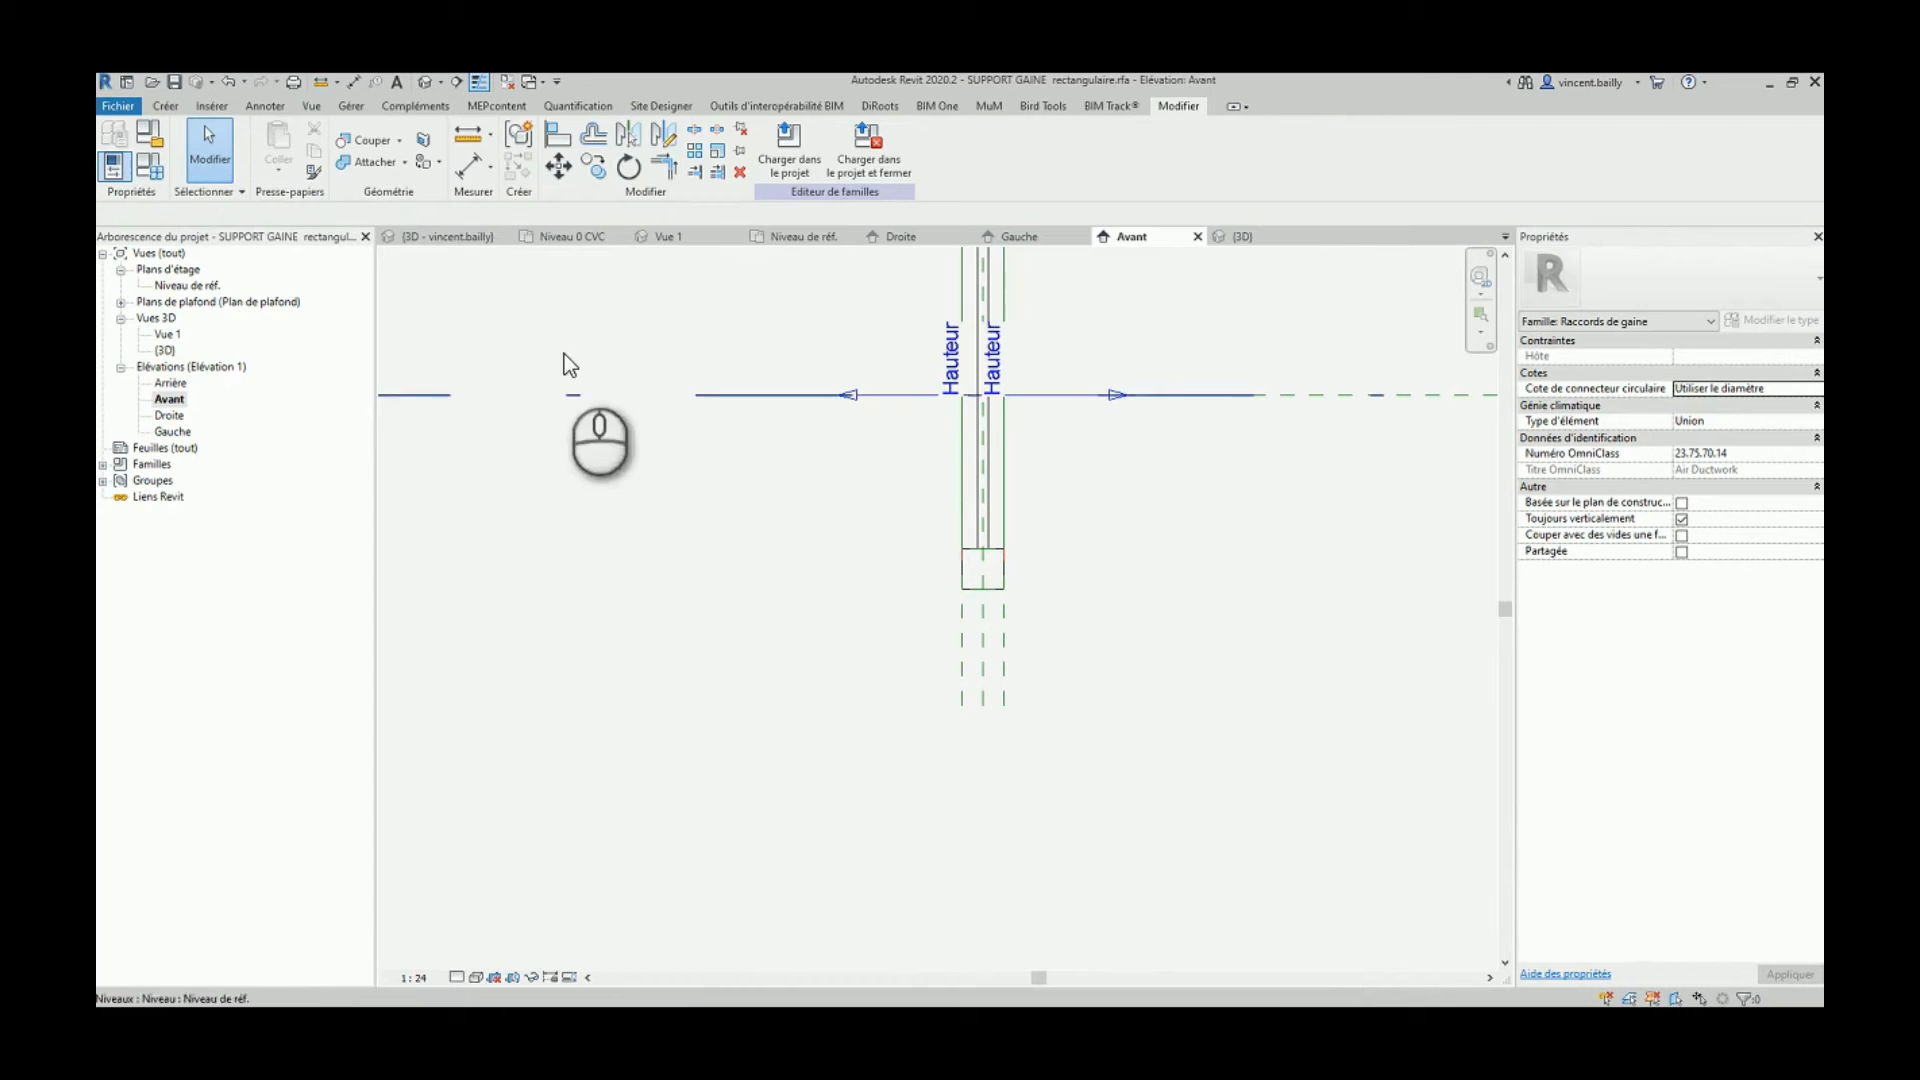 Autodesk Revit 2020.2 - SUPPORT GAINE rectangulaire.rfa - Elévation: Avant
vincent.bailly
Fichier Créer Insérer Annoter Vue Gérer Compléments MEPcontent Quantification Site Designer Outils d'interopérabilité BIM DiRoots BIM One MuM Bird Tools BIM Track® Modifier
Modifier
Coller
Couper
Attacher
Charger dans le projet
Charger dans le projet et fermer
Propriétés Sélectionner Presse-papiers Géométrie Mesurer Créer Modifier Editeur de familles
Arborescence du projet - SUPPORT GAINE rectangul...
{3D - vincent.bailly} Niveau 0 CVC Vue 1 Niveau de réf. Droite Gauche Avant {3D}
Vues (tout)
Plans d'étage
Niveau de réf.
Plans de plafond (Plan de plafond)
Vues 3D
Vue 1
{3D}
Elévations (Elévation 1)
Arrière
Avant
Droite
Gauche
Feuilles (tout)
Familles
Groupes
Liens Revit
Hauteur
Hauteur
2D
Propriétés
R
Famille: Raccords de gaine
Modifier le type
Contraintes
Hôte
Cotes
Cote de connecteur circulaire Utiliser le diamètre
Génie climatique
Type d'élément Union
Données d'identification
Numéro OmniClass 23.75.70.14
Titre OmniClass Air Ductwork
Autre
Basée sur le plan de construc...
Toujours verticalement
Couper avec des vides une f...
Partagée
Aide des propriétés
Appliquer
1 : 24
Niveaux : Niveau : Niveau de réf.
:0